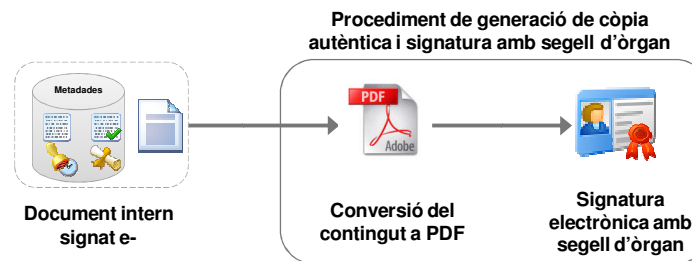 Procediment de generació de còpia
autèntica i signatura amb segell d'òrgan
Metadades
PDF
Adobe
Document intern
signat e-
Conversió del
contingut a PDF
Signatura
electrònica amb
segell d'òrgan